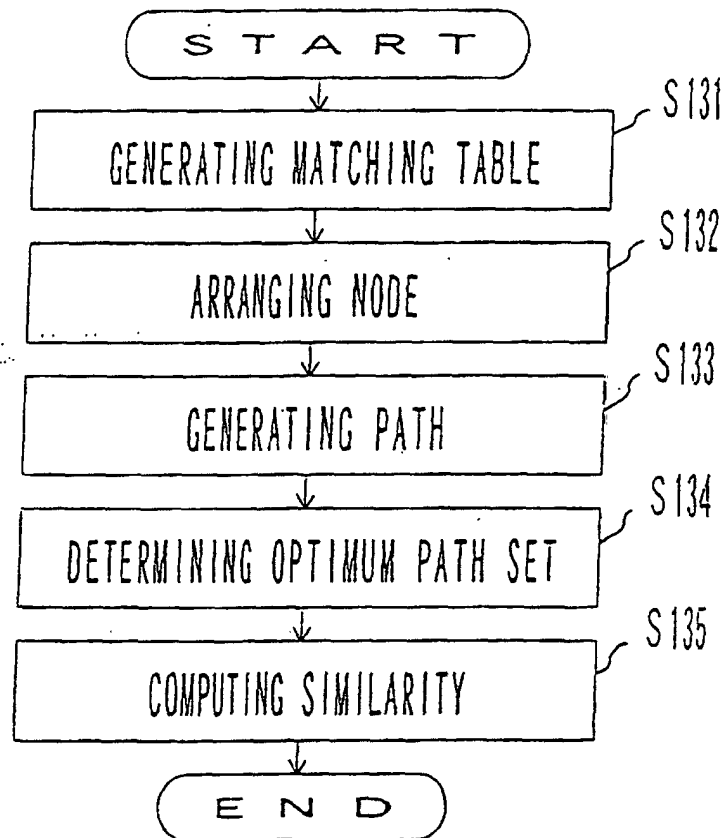 START
S131
GENERATING MATCHING TABLE
S132
ARRANGING NODE
S133
GENERATING PATH
S134
DETERMINING OPTIMUM PATH SET
S135
COMPUTING SIMILARITY
END